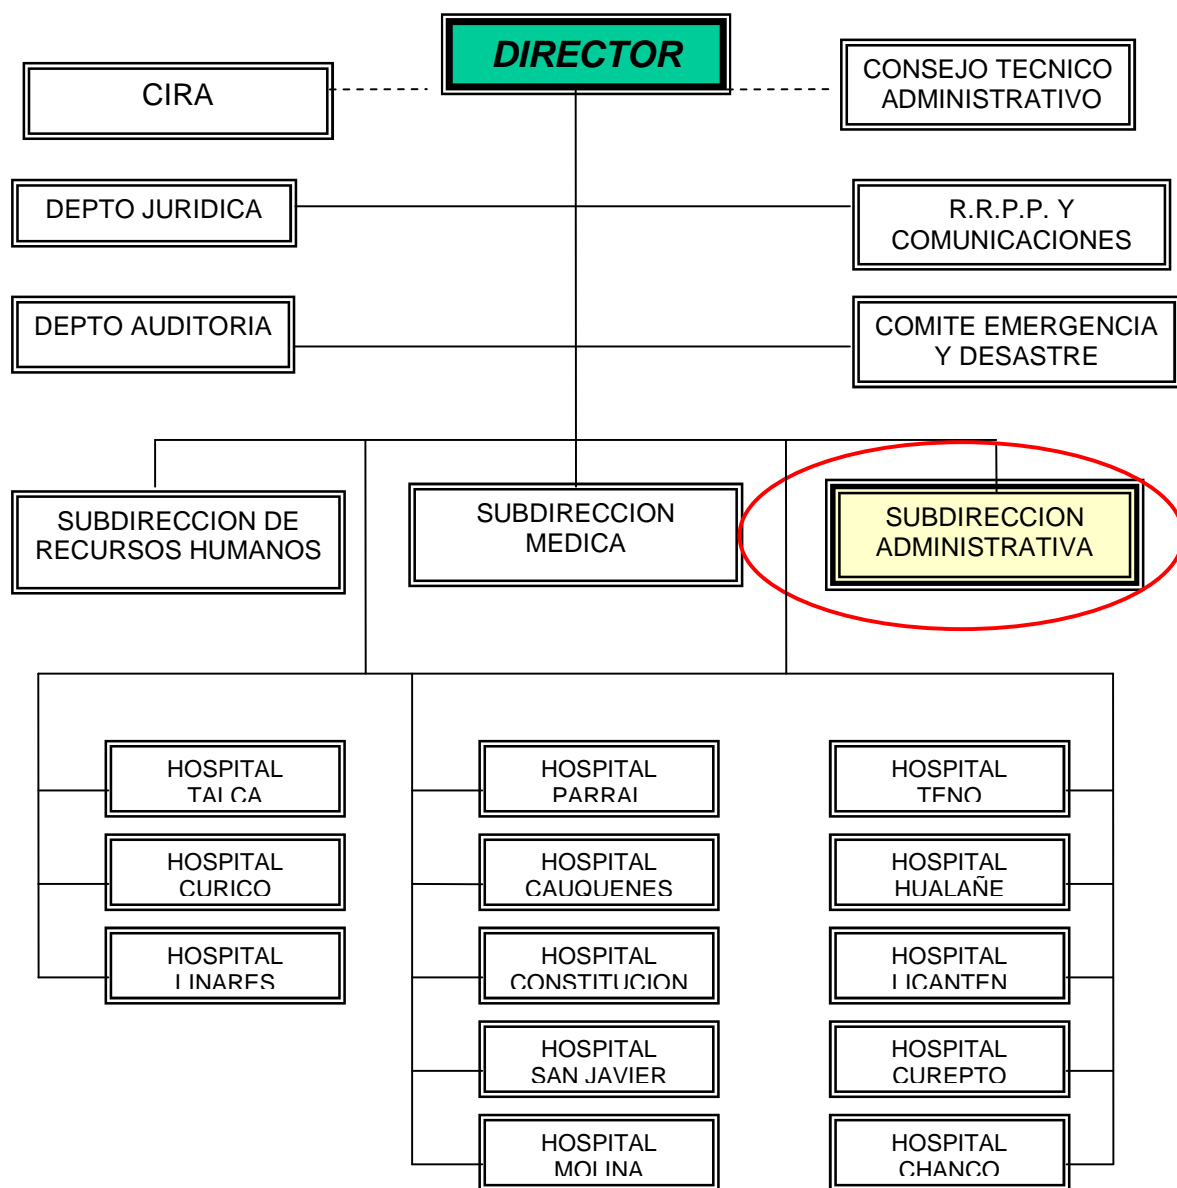 DIRECTOR
CIRA
CONSEJO TECNICO
ADMINISTRATIVO
DEPTO JURIDICA
R.R.P.P. Y
COMUNICACIONES
DEPTO AUDITORIA
COMITE EMERGENCIA
Y DESASTRE
SUBDIRECCION DE
RECURSOS HUMANOS
SUBDIRECCION
MEDICA
SUBDIRECCION
ADMINISTRATIVA
HOSPITAL
TALCA
HOSPITAL
CURICO
HOSPITAL
LINARES
HOSPITAL
PARRAL
HOSPITAL
CAUQUENES
HOSPITAL
CONSTITUCION
HOSPITAL
SAN JAVIER
HOSPITAL
MOLINA
HOSPITAL
TENO
HOSPITAL
HUALAÑE
HOSPITAL
LICANTEN
HOSPITAL
CUREPTO
HOSPITAL
CHANCO